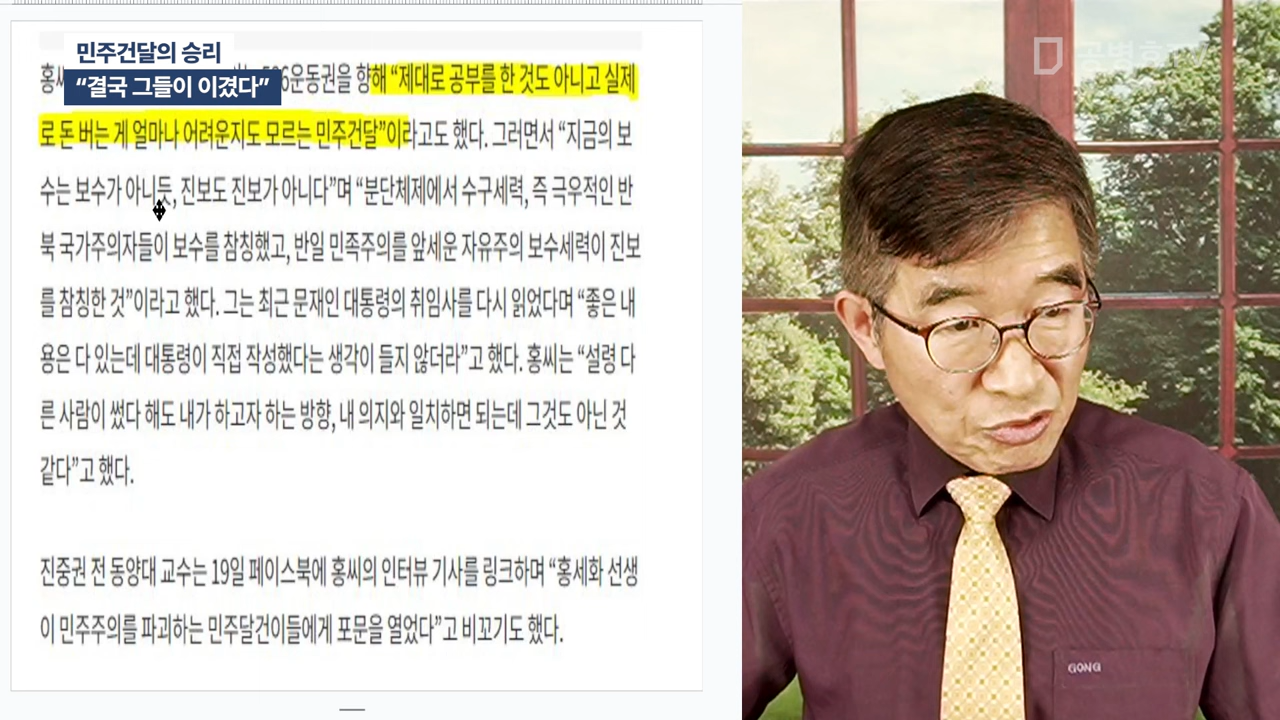 민주건달의 승리
“결국 그들이 이겼다”
86운동권을 향해 “제대로 공부를 한 것도 아니고 실제
로 돈 버는 게 얼마나 어려운지도 모르는 민주건달”이라고도 했다. 그러면서 “지금의 보
수는 보수가 아니듯, 진보도 진보가 아니다”며 “분단체제에서 수구세력, 즉 극우적인 반
북 국가주의자들이 보수를 참칭했고, 반일 민족주의를 앞세운 자유주의 보수세력이 진보
를 참칭한 것”이라고 했다. 그는 최근 문재인 대통령의 취임사를 다시 읽었다며 “좋은 내
용은 다 있는데 대통령이 직접 작성했다는 생각이 들지 않더라”고 했다. 홍씨는 “설령 다
른 사람이 썼다 해도 내가 하고자 하는 방향, 내 의지와 일치하면 되는데 그것도 아닌 것
같다”고 했다.
진중권 전 동양대 교수는 19일 페이스북에 홍씨의 인터뷰 기사를 링크하며 “홍세화 선생
이 민주주의를 파괴하는 민주달건이들에게 포문을 열었다”고 비꼬기도 했다.
공병호TV
GONG